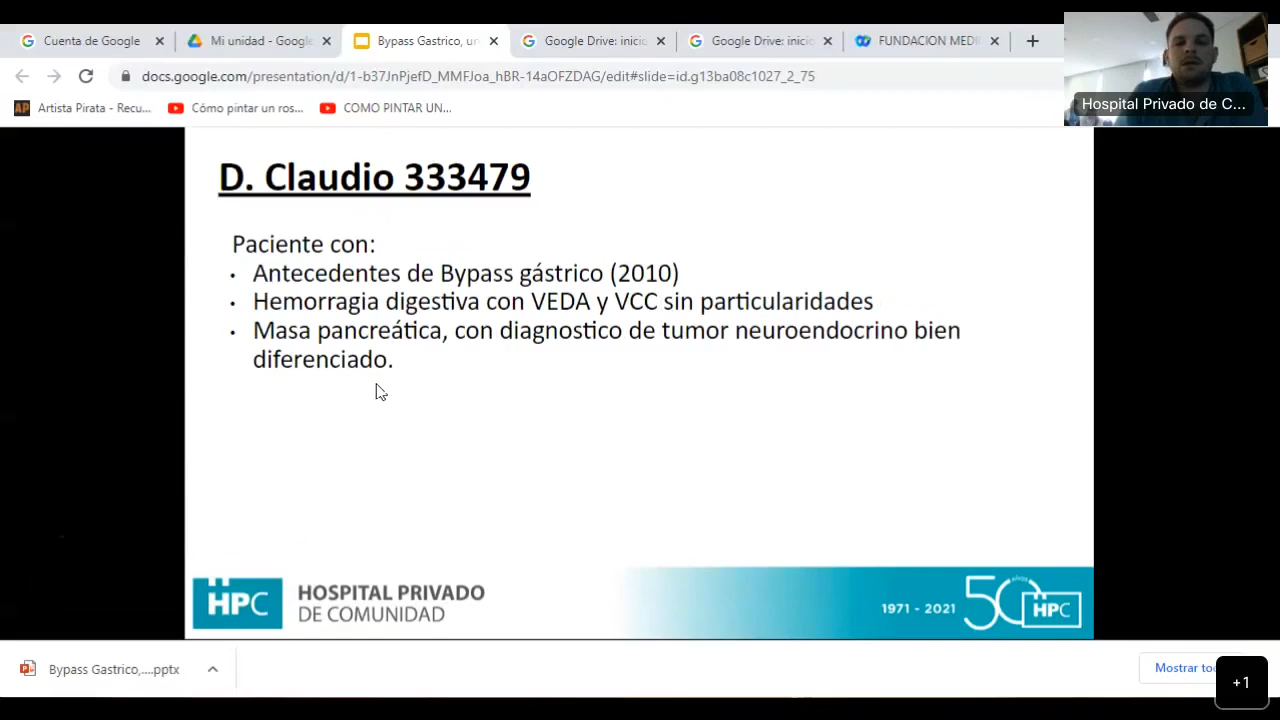 Cuenta de Google
Mi unidad - Google
Bypass Gastrico, un
Google Drive: inicio
Google Drive: inicio
FUNDACION MEDI
docs.google.com/presentation/d/1-b37JnPjefD_MMFJoa_hBR-14aOFZDAG/edit#slide=id.g13ba08c1027_2_75
AP Artista Pirata - Recu...
Cómo pintar un ros...
COMO PINTAR UN...
Hospital Privado de C...
D. Claudio 333479
Paciente con:
• Antecedentes de Bypass gástrico (2010)
• Hemorragia digestiva con VEDA y VCC sin particularidades
• Masa pancreática, con diagnostico de tumor neuroendocrino bien
diferenciado.
HPC
HOSPITAL PRIVADO
DE COMUNIDAD
1971 - 2021
50 AÑOS
HPC
Bypass Gastrico,....pptx
Mostrar to
+1